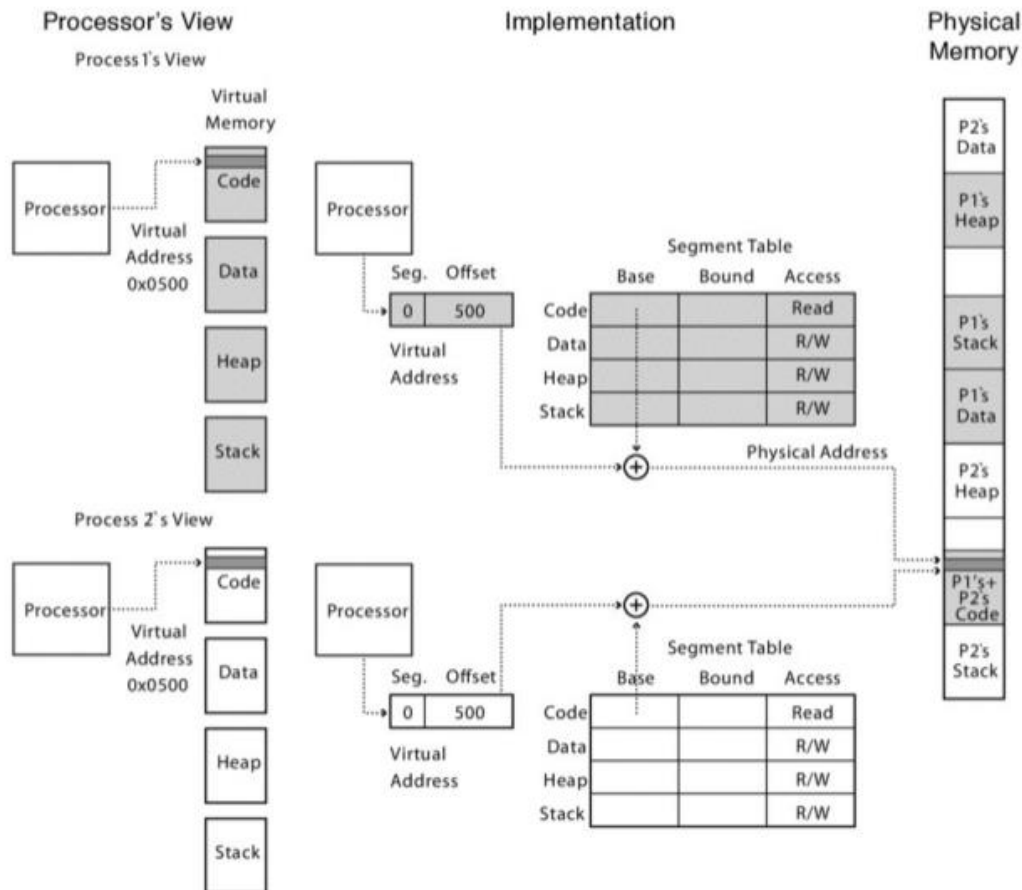 Processor's View
Implementation
Physical
Memory
Process 1's View
Virtual
Memory
Processor
Virtual
Address
0x0500
Code
Data
Heap
Stack
Processor
Seg. Offset
0 500
Virtual
Address
Segment Table
Base Bound Access
Code Read
Data R/W
Heap R/W
Stack R/W
+
Physical Address
Process 2's View
Processor
Virtual
Address
0x0500
Code
Data
Heap
Stack
Processor
Seg. Offset
0 500
Virtual
Address
+
Segment Table
Base Bound Access
Code Read
Data R/W
Heap R/W
Stack R/W
P2's
Data
P1's
Heap
P1's
Stack
P1's
Data
P2's
Heap
P1's+
P2's
Code
P2's
Stack